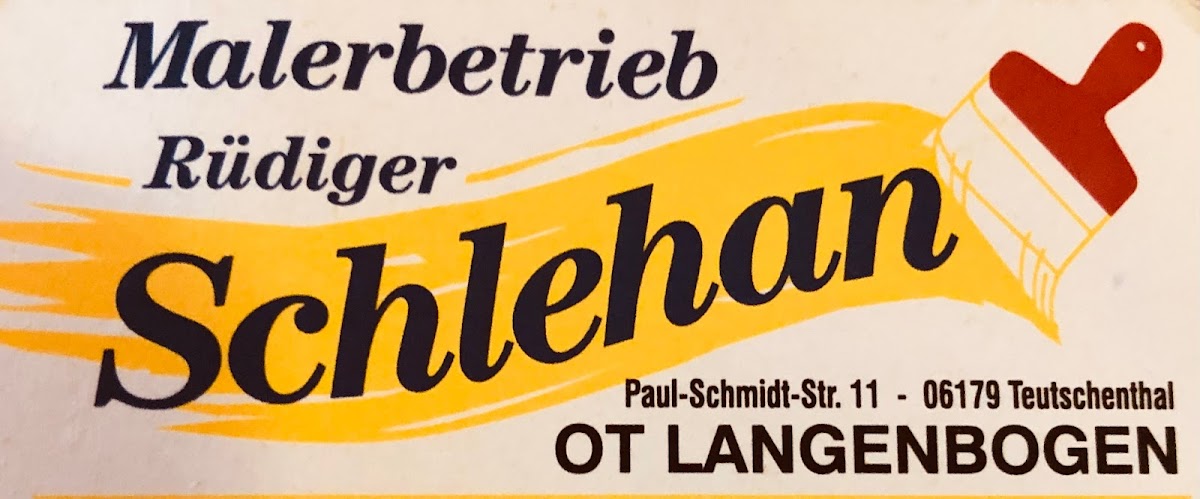 Malerbetrieb
Rüdiger
Schlehan
Paul-Schmidt-Str. 11 - 06179 Teutschenthal
OT LANGENBOGEN